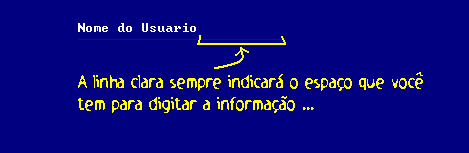 Nome do Usuario
A linha clara sempre indicará o espaço que você
tem para digitar a informação ...